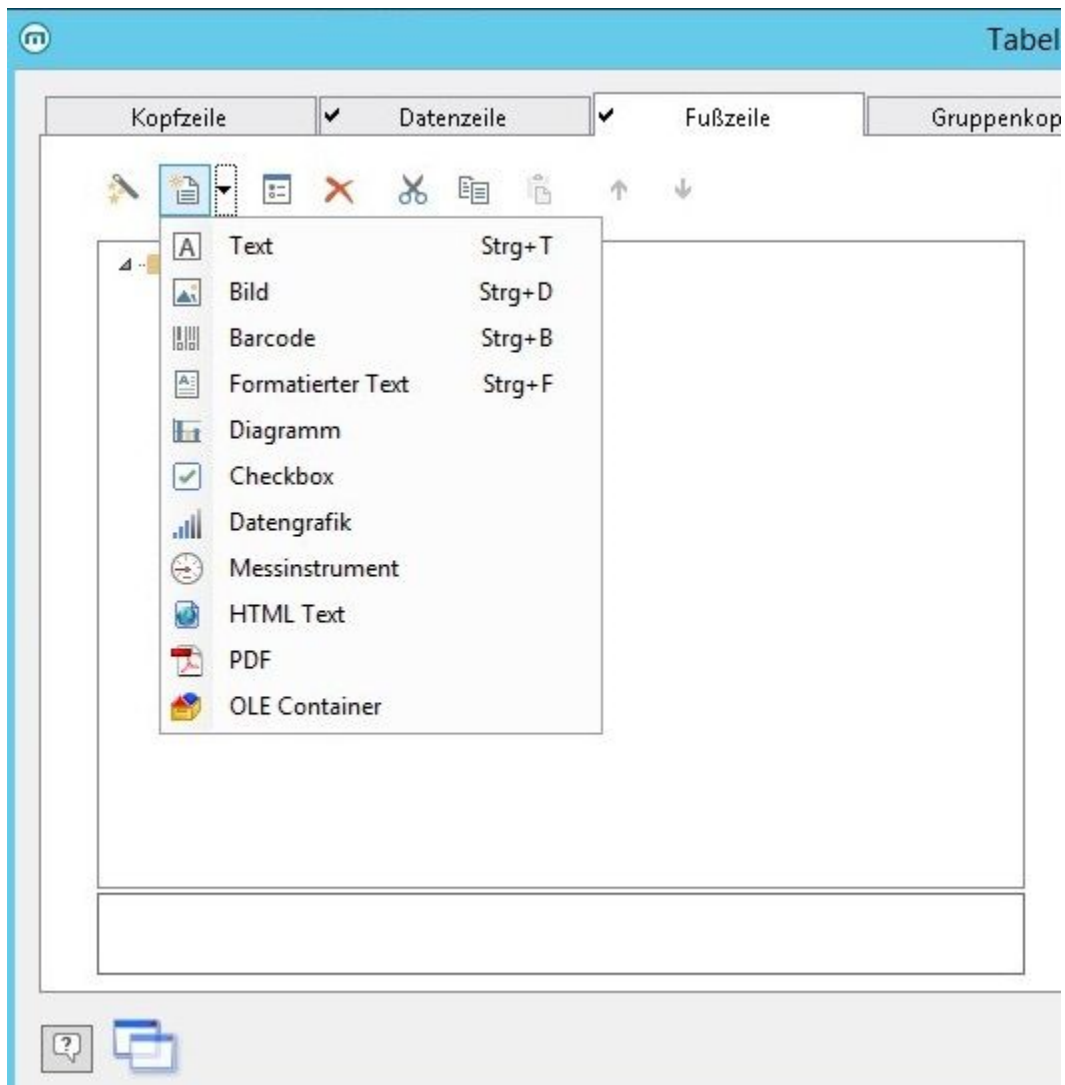 Tabel
Kopfzeile
Datenzeile
Fußzeile
Gruppenkop
Text Strg+T
Bild Strg+D
Barcode Strg+B
Formatierter Text Strg+F
Diagramm
Checkbox
Datengrafik
Messinstrument
HTML Text
PDF
OLE Container